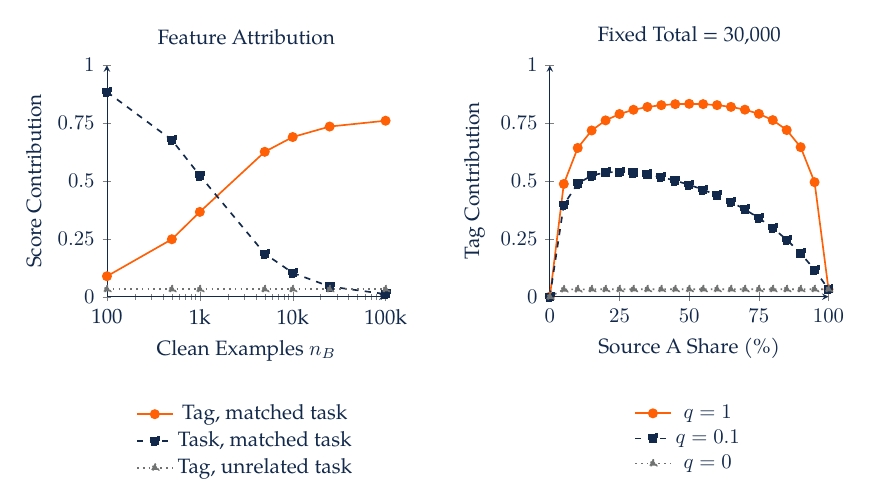 Feature Attribution
Score Contribution
1
0.75
0.5
0.25
0
100
1k
10k
100k
Clean Examples n_B
Tag, matched task
Task, matched task
Tag, unrelated task
Fixed Total = 30,000
Tag Contribution
1
0.75
0.5
0.25
0
0
25
50
75
100
Source A Share (%)
q = 1
q = 0.1
q = 0